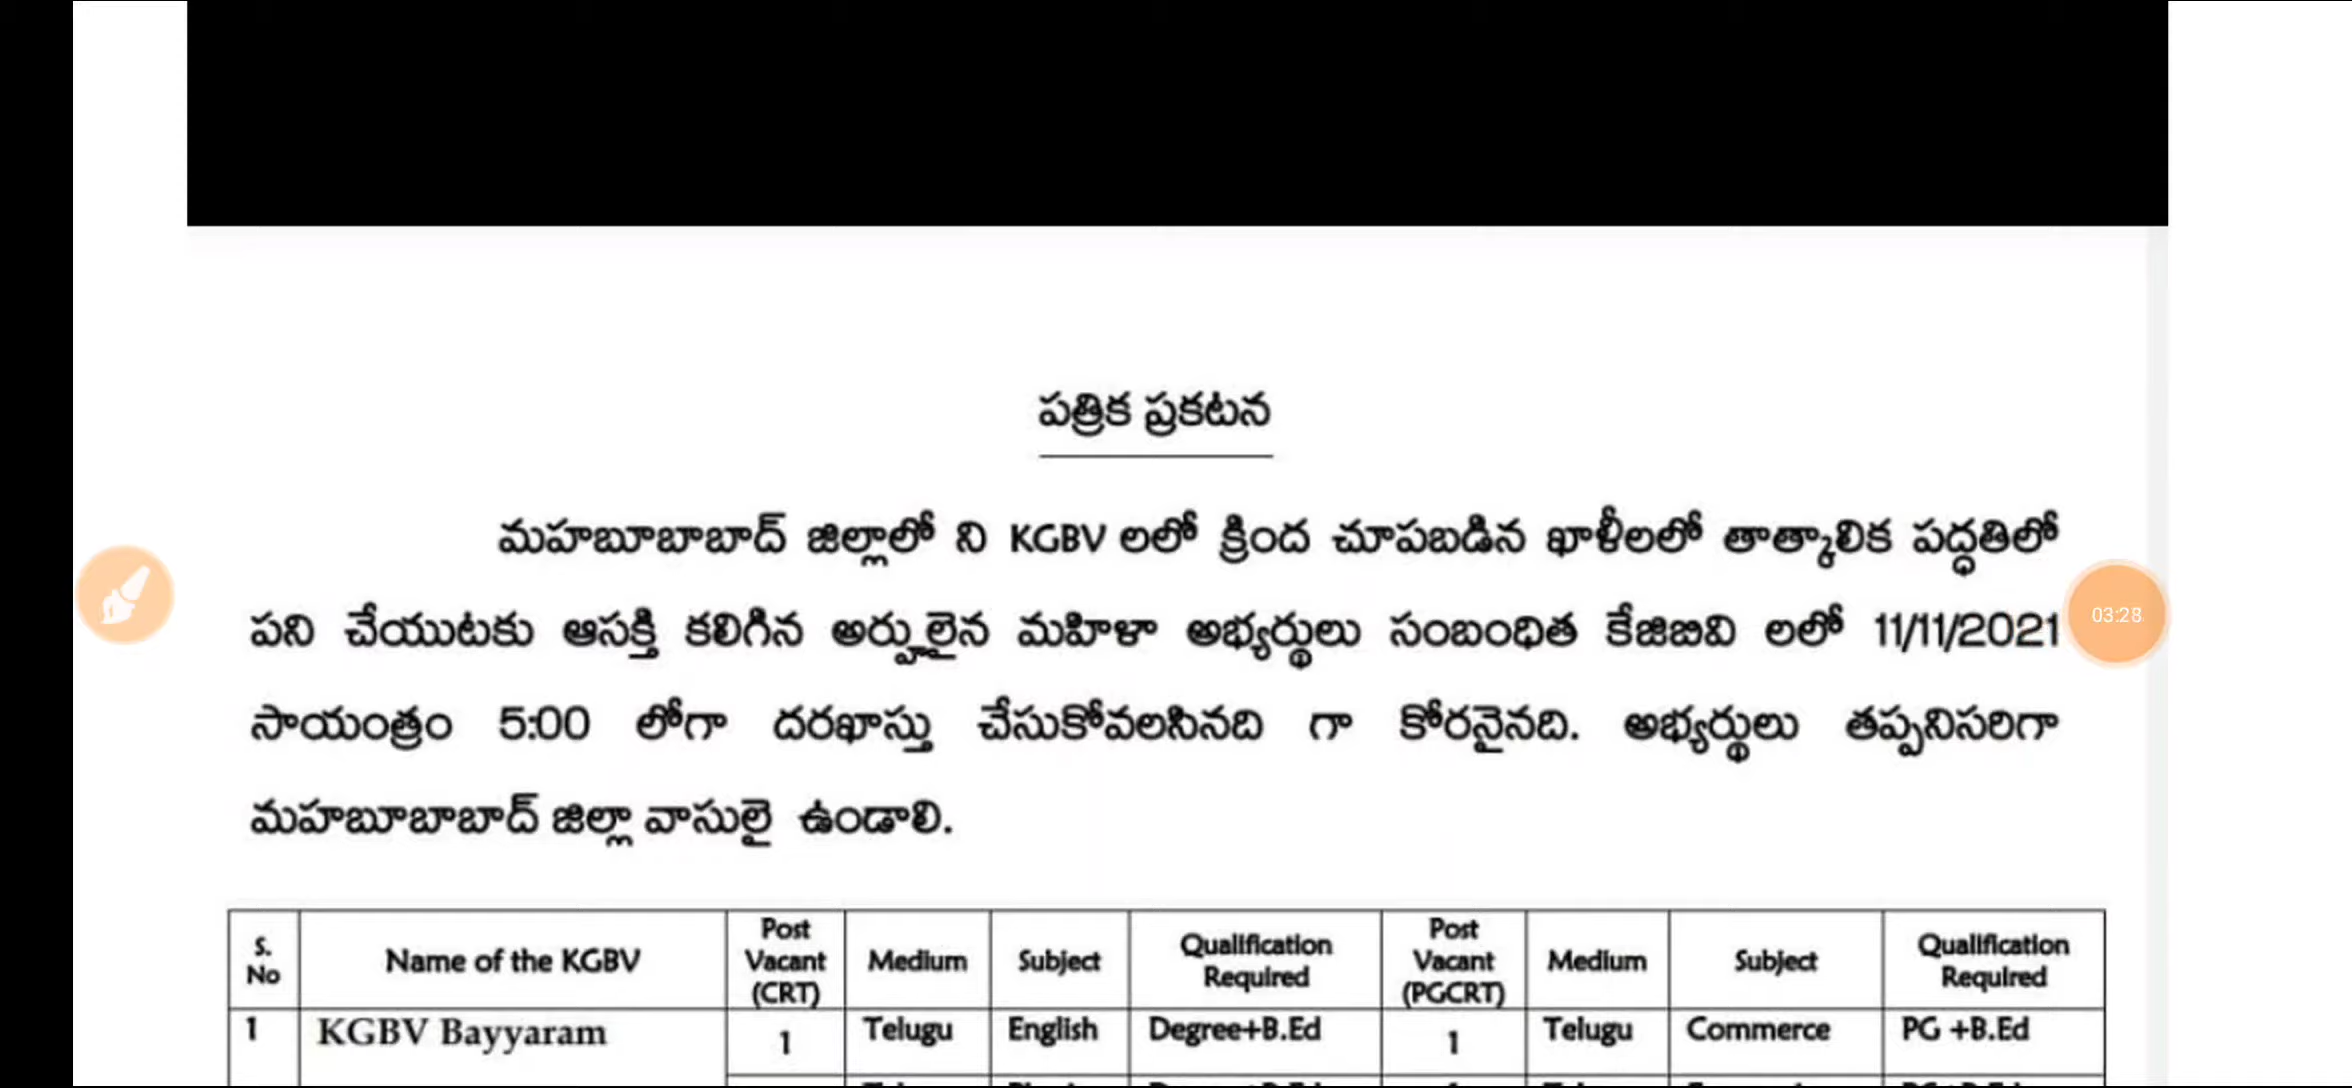 పత్రిక ప్రకటన
మహబూబాబాద్ జిల్లాలో ని KGBV లలో క్రింద చూపబడిన ఖాళీలలో తాత్కాలిక పద్ధతిలో
పని చేయుటకు ఆసక్తి కలిగిన అర్హులైన మహిళా అభ్యర్థులు సంబంధిత కేజిబివి లలో 11/11/2021
03:28
సాయంత్రం 5:00 లోగా దరఖాస్తు చేసుకోవలసినది గా కోరనైనది. అభ్యర్థులు తప్పనిసరిగా
మహబూబాబాద్ జిల్లా వాసులై ఉండాలి.
S. No Name of the KGBV Post Vacant (CRT) Medium Subject Qualification Required Post Vacant (PGCRT) Medium Subject Qualification Required
1 KGBV Bayyaram 1 Telugu English Degree+B.Ed 1 Telugu Commerce PG +B.Ed